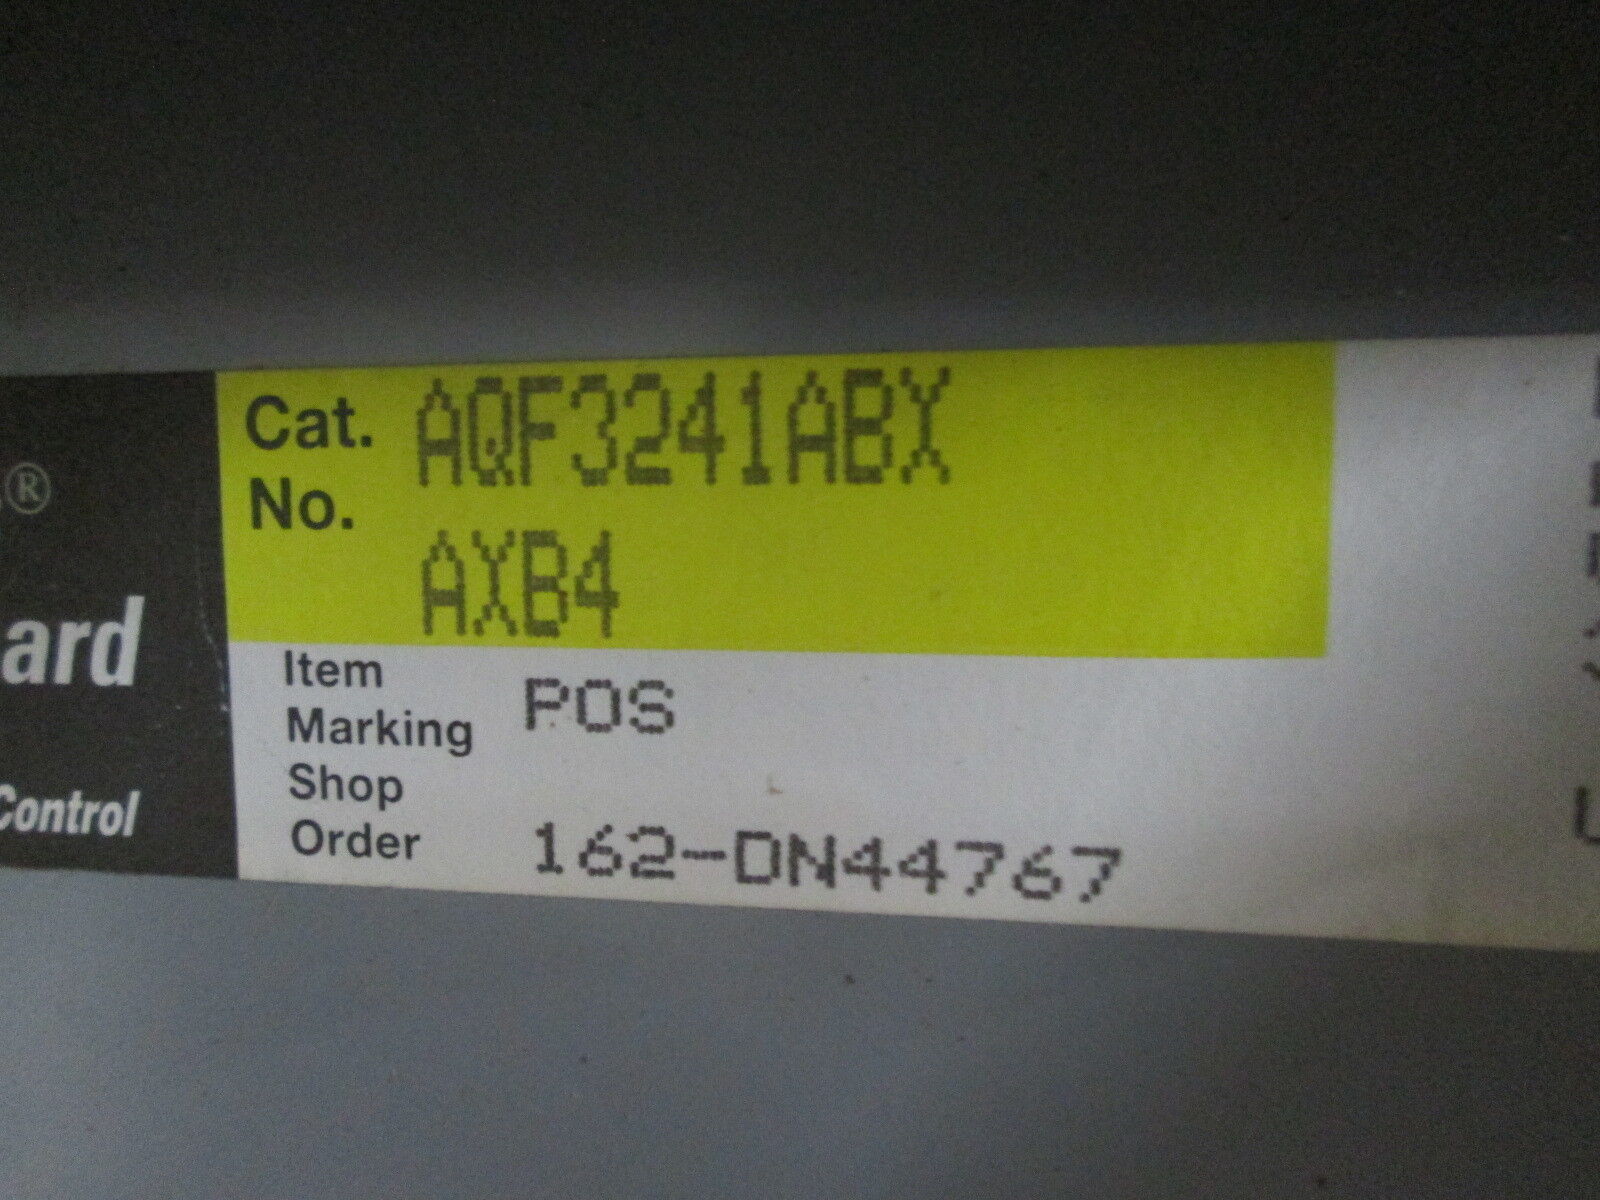 ®
ard
Control
Cat. AQF3241ABX
No.
AXB4
Item
Marking POS
Shop
Order 162-DN44767